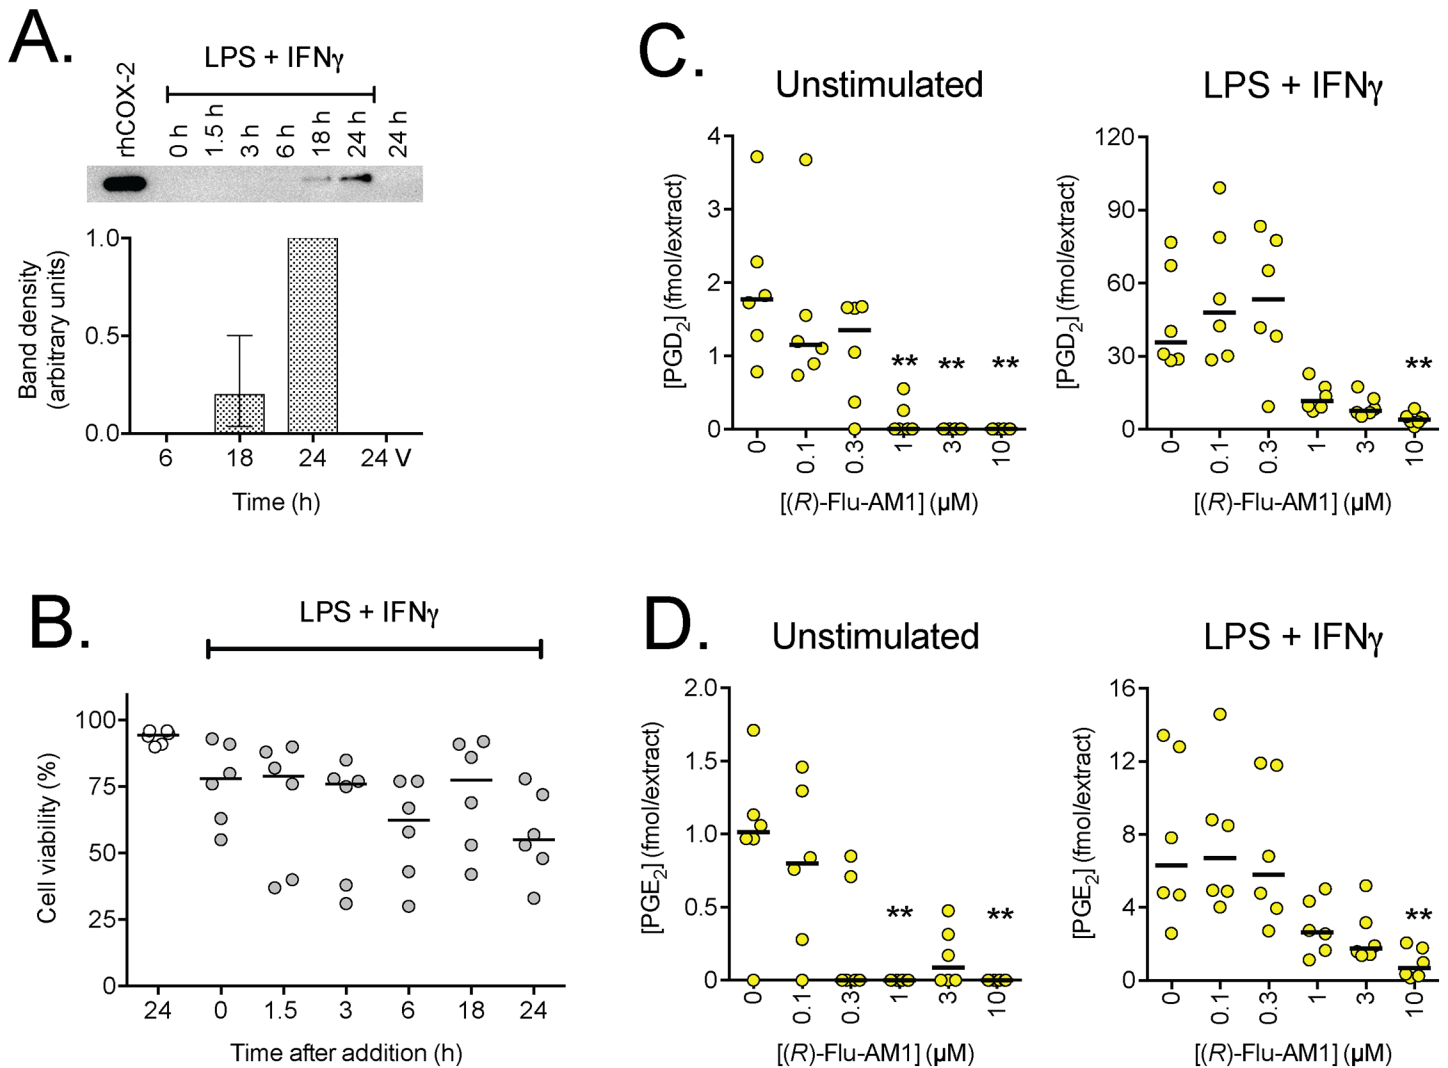 A.
LPS + IFNγ
rhCOX-2
0 h
1.5 h
3 h
6 h
18 h
24 h
24 h
Band density
(arbitrary units)
1.0
0.5
0.0
6 18 24 24 V
Time (h)
B.
LPS + IFNγ
Cell viability (%)
100
75
50
25
0
24 0 1.5 3 6 18 24
Time after addition (h)
C.
Unstimulated
[PGD2] (fmol/extract)
4
3
2
1
0
** ** **
0 0.1 0.3 1 3 10
[(R)-Flu-AM1] (µM)
LPS + IFNγ
[PGD2] (fmol/extract)
120
90
60
30
0
**
0 0.1 0.3 1 3 10
[(R)-Flu-AM1] (µM)
D.
Unstimulated
[PGE2] (fmol/extract)
2.0
1.5
1.0
0.5
0
** **
0 0.1 0.3 1 3 10
[(R)-Flu-AM1] (µM)
LPS + IFNγ
[PGE2] (fmol/extract)
16
12
8
4
0
**
0 0.1 0.3 1 3 10
[(R)-Flu-AM1] (µM)